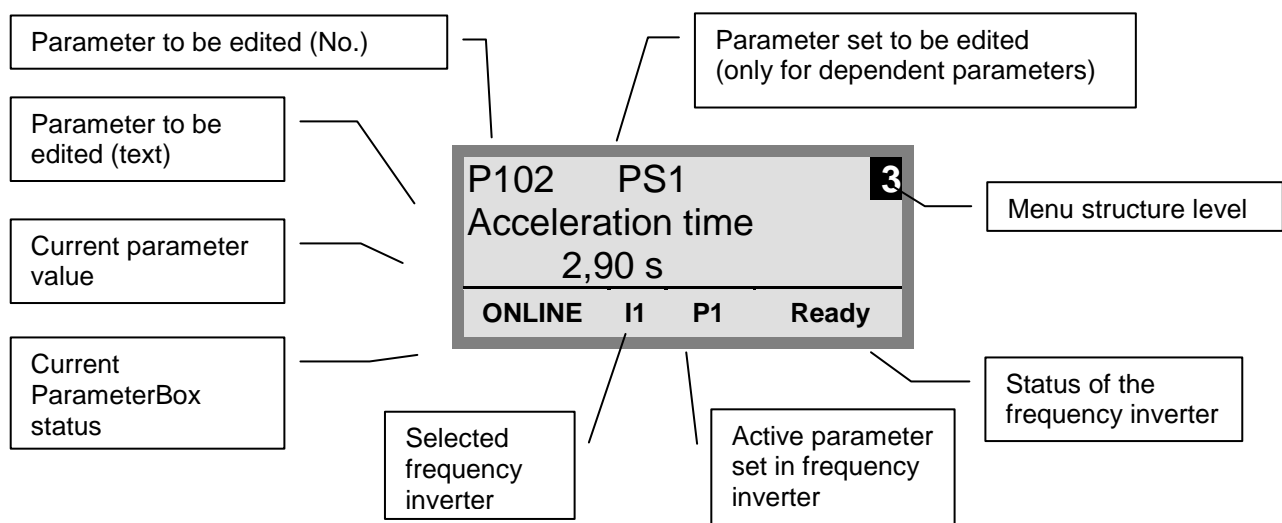 Parameter to be edited (No.)
Parameter set to be edited
(only for dependent parameters)
Parameter to be
edited (text)
P102 PS1 3
Acceleration time
2,90 s
ONLINE I1 P1 Ready
Menu structure level
Current parameter
value
Current
ParameterBox
status
Selected
frequency
inverter
Active parameter
set in frequency
inverter
Status of the
frequency inverter